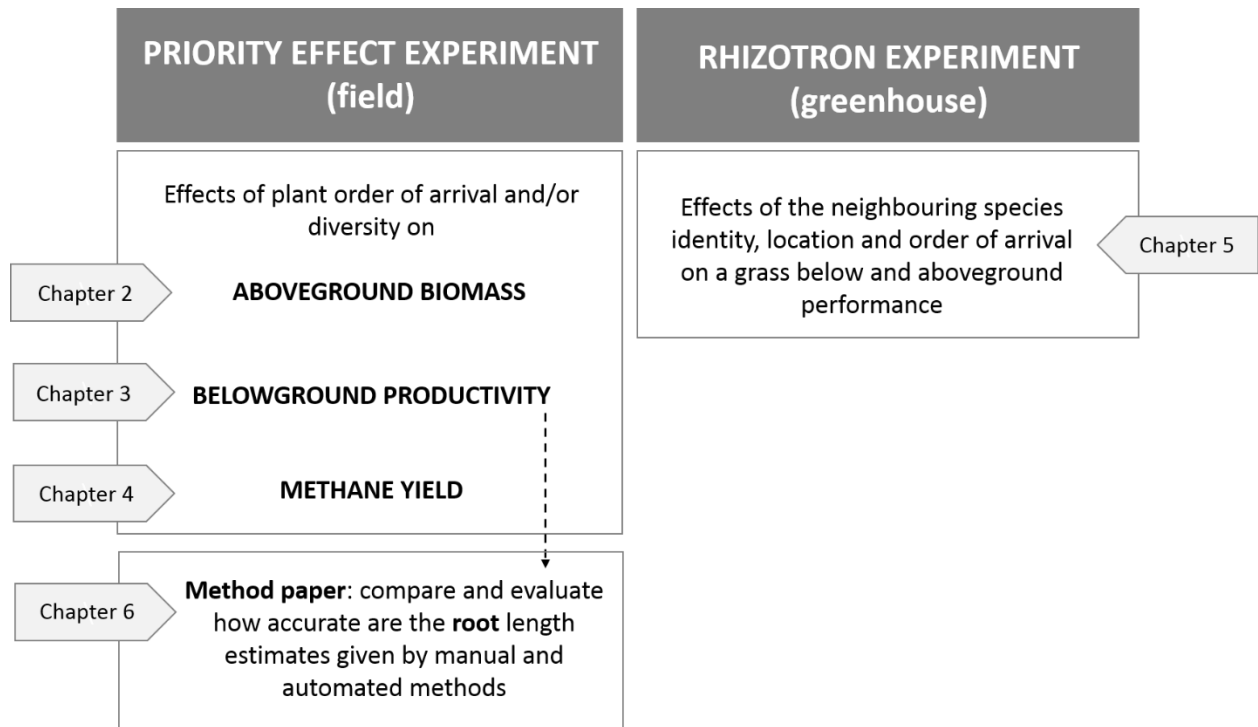 PRIORITY EFFECT EXPERIMENT
(field)
Effects of plant order of arrival and/or
diversity on
Chapter 2
ABOVEGROUND BIOMASS
Chapter 3
BELOWGROUND PRODUCTIVITY
Chapter 4
METHANE YIELD
Chapter 6
Method paper: compare and evaluate
how accurate are the root length
estimates given by manual and
automated methods
RHIZOTRON EXPERIMENT
(greenhouse)
Effects of the neighbouring species
identity, location and order of arrival
on a grass below and aboveground
performance
Chapter 5